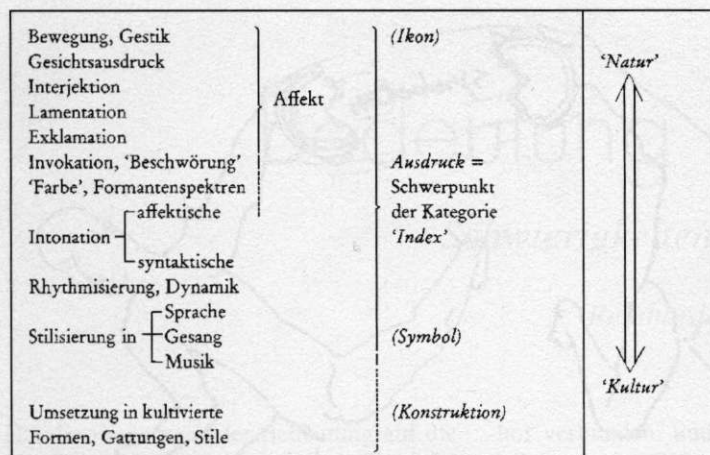 Bewegung, Gestik
Gesichtsausdruck
Interjektion
Lamentation
Exklamation
Invokation, 'Beschwörung'
'Farbe', Formantenspektren
affektische
Intonation
syntaktische
Rhythmisierung, Dynamik
Sprache
Stilisierung in Gesang
Musik
Umsetzung in kultivierte
Formen, Gattungen, Stile
Affekt
(Ikon)
Ausdruck =
Schwerpunkt
der Kategorie
'Index'
(Symbol)
(Konstruktion)
'Natur'
'Kultur'